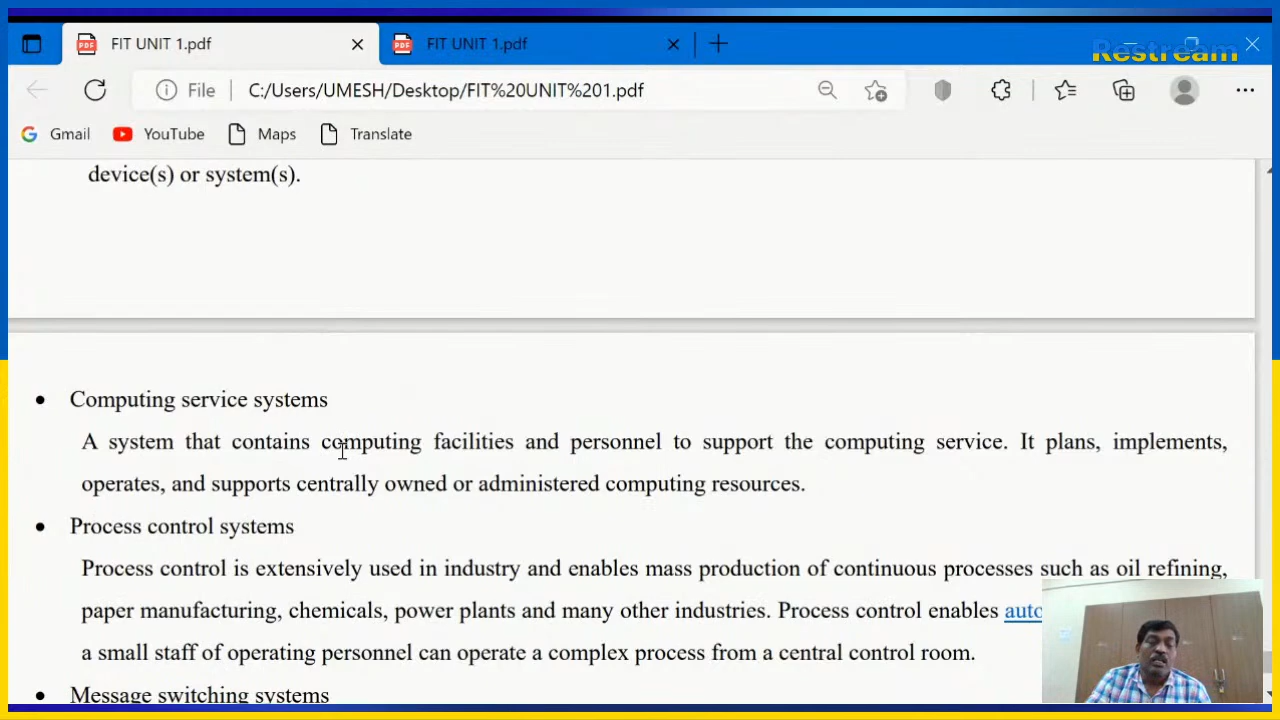 FIT UNIT 1.pdf
FIT UNIT 1.pdf
Restream
File C:/Users/UMESH/Desktop/FIT%20UNIT%201.pdf
Gmail YouTube Maps Translate
device(s) or system(s).
• Computing service systems
A system that contains computing facilities and personnel to support the computing service. It plans, implements,
operates, and supports centrally owned or administered computing resources.
• Process control systems
Process control is extensively used in industry and enables mass production of continuous processes such as oil refining,
paper manufacturing, chemicals, power plants and many other industries. Process control enables auto
a small staff of operating personnel can operate a complex process from a central control room.
• Message switching systems